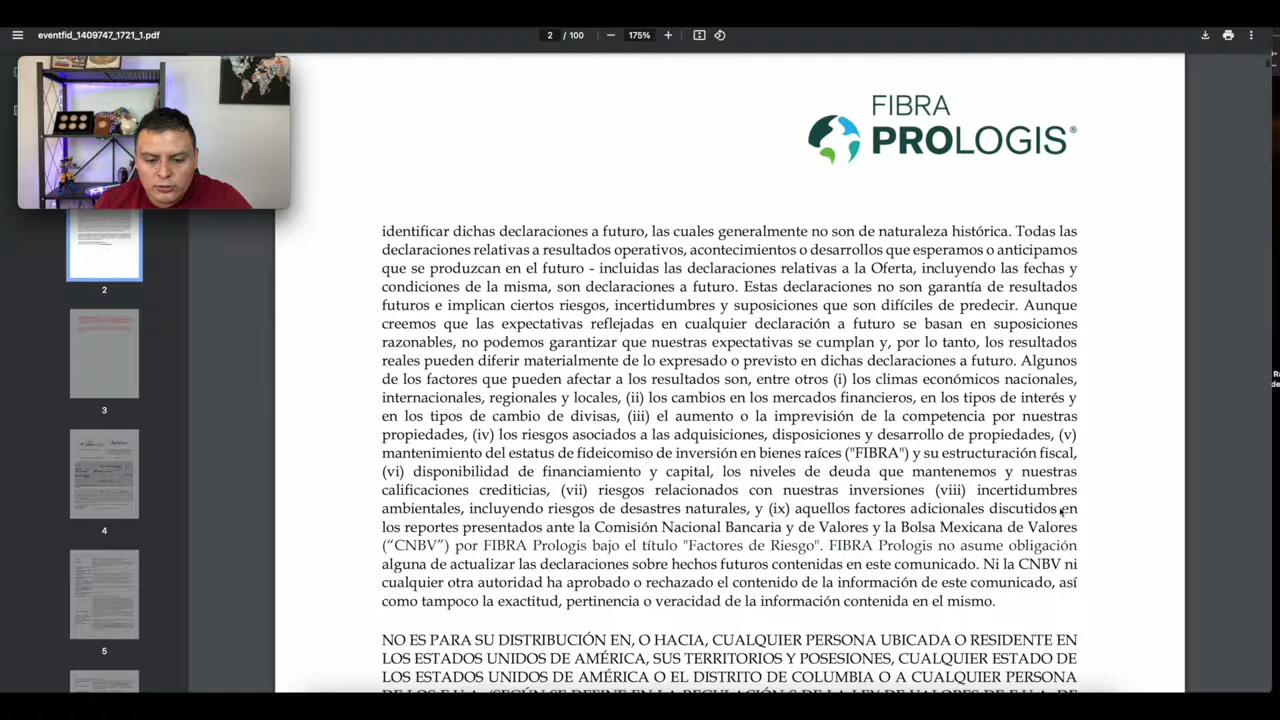 eventfid_1409747_1721_1.pdf
2 / 100
175%
FIBRA
PROLOGIS®
identificar dichas declaraciones a futuro, las cuales generalmente no son de naturaleza histórica. Todas las
declaraciones relativas a resultados operativos, acontecimientos o desarrollos que esperamos o anticipamos
que se produzcan en el futuro - incluidas las declaraciones relativas a la Oferta, incluyendo las fechas y
condiciones de la misma, son declaraciones a futuro. Estas declaraciones no son garantía de resultados
futuros e implican ciertos riesgos, incertidumbres y suposiciones que son difíciles de predecir. Aunque
creemos que las expectativas reflejadas en cualquier declaración a futuro se basan en suposiciones
razonables, no podemos garantizar que nuestras expectativas se cumplan y, por lo tanto, los resultados
reales pueden diferir materialmente de lo expresado o previsto en dichas declaraciones a futuro. Algunos
de los factores que pueden afectar a los resultados son, entre otros (i) los climas económicos nacionales,
internacionales, regionales y locales, (ii) los cambios en los mercados financieros, en los tipos de interés y
en los tipos de cambio de divisas, (iii) el aumento o la imprevisión de la competencia por nuestras
propiedades, (iv) los riesgos asociados a las adquisiciones, disposiciones y desarrollo de propiedades, (v)
mantenimiento del estatus de fideicomiso de inversión en bienes raíces ("FIBRA") y su estructuración fiscal,
(vi) disponibilidad de financiamiento y capital, los niveles de deuda que mantenemos y nuestras
calificaciones crediticias, (vii) riesgos relacionados con nuestras inversiones (viii) incertidumbres
ambientales, incluyendo riesgos de desastres naturales, y (ix) aquellos factores adicionales discutidos en
los reportes presentados ante la Comisión Nacional Bancaria y de Valores y la Bolsa Mexicana de Valores
(“CNBV”) por FIBRA Prologis bajo el título "Factores de Riesgo". FIBRA Prologis no asume obligación
alguna de actualizar las declaraciones sobre hechos futuros contenidas en este comunicado. Ni la CNBV ni
cualquier otra autoridad ha aprobado o rechazado el contenido de la información de este comunicado, así
como tampoco la exactitud, pertinencia o veracidad de la información contenida en el mismo.
NO ES PARA SU DISTRIBUCIÓN EN, O HACIA, CUALQUIER PERSONA UBICADA O RESIDENTE EN
LOS ESTADOS UNIDOS DE AMÉRICA, SUS TERRITORIOS Y POSESIONES, CUALQUIER ESTADO DE
LOS ESTADOS UNIDOS DE AMÉRICA O EL DISTRITO DE COLUMBIA O A CUALQUIER PERSONA
DE LOS E.U.A. (SEGÚN SE DEFINE EN LA REGULACIÓN S DE LA LEY DE VALORES DE E.U.A. DE
2
3
4
5